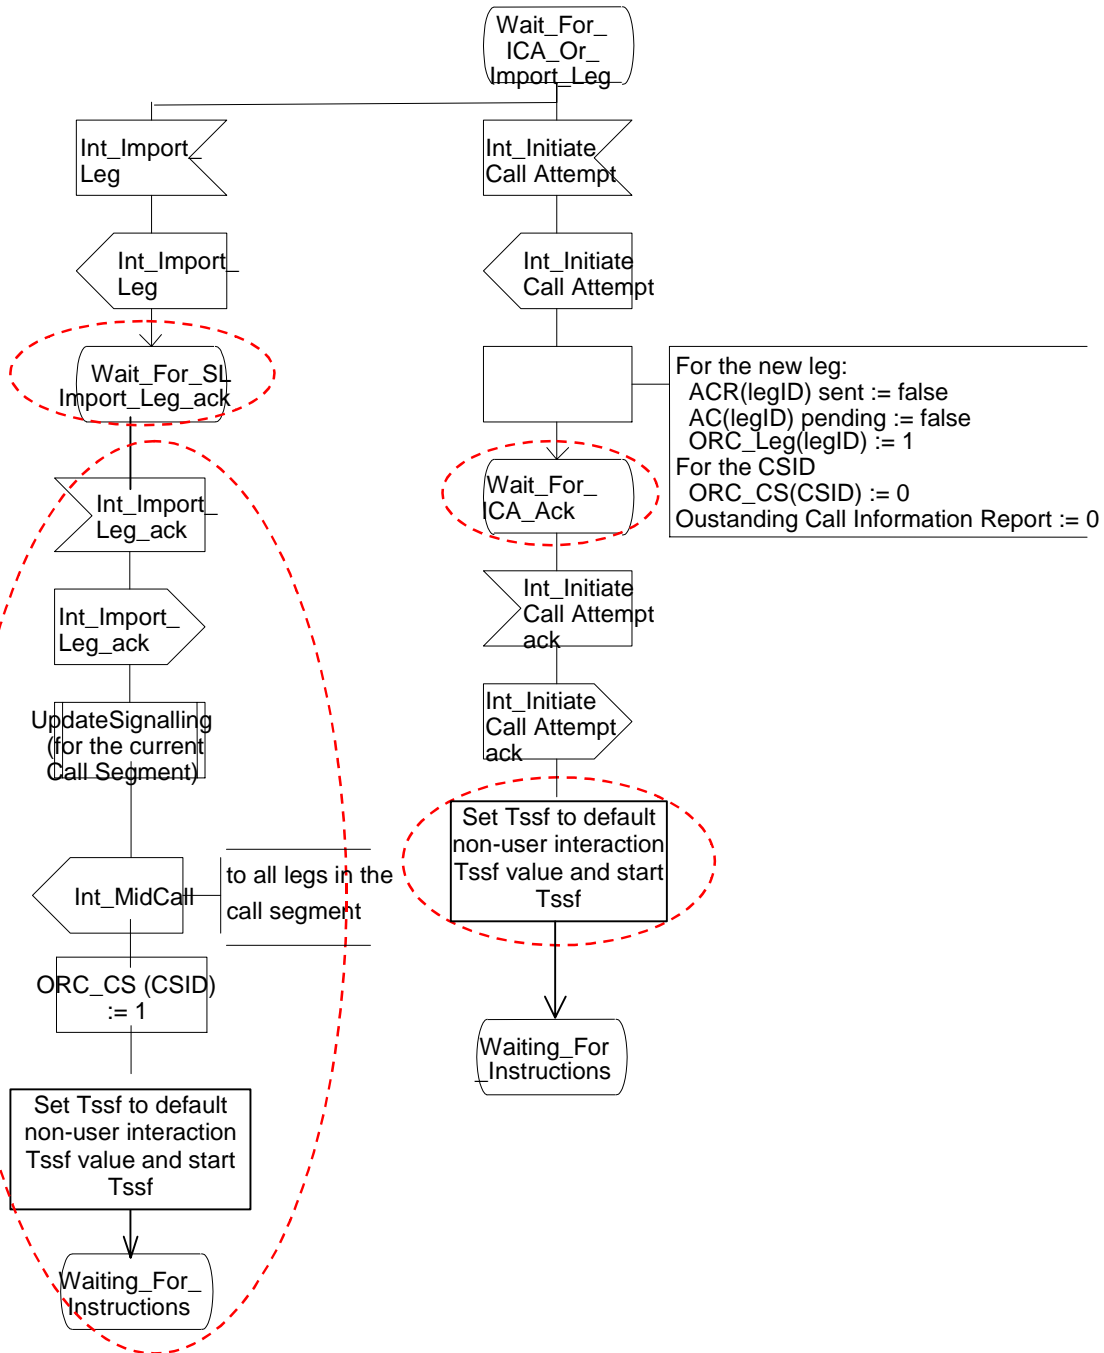 Wait_For_
ICA_Or_
Import_Leg
Int_Import_
Leg
Int_Import_
Leg
Wait_For_SL
Import_Leg_ack
Int_Import_
Leg_ack
Int_Import_
Leg_ack
UpdateSignalling
(for the current
Call Segment)
Int_MidCall
to all legs in the
call segment
ORC_CS (CSID)
:= 1
Set Tssf to default
non-user interaction
Tssf value and start
Tssf
Waiting_For_
Instructions
Int_Initiate
Call Attempt
Int_Initiate
Call Attempt
For the new leg:
ACR(legID) sent := false
AC(legID) pending := false
ORC_Leg(legID) := 1
For the CSID
ORC_CS(CSID) := 0
Oustanding Call Information Report := 0
Wait_For_
ICA_Ack
Int_Initiate
Call Attempt
ack
Int_Initiate
Call Attempt
ack
Set Tssf to default
non-user interaction
Tssf value and start
Tssf
Waiting_For
_Instructions